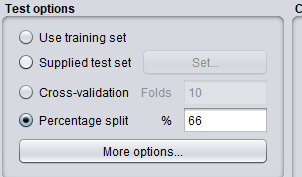 Test options
Use training set
Supplied test set Set...
Cross-validation Folds 10
Percentage split % 66
More options...
C